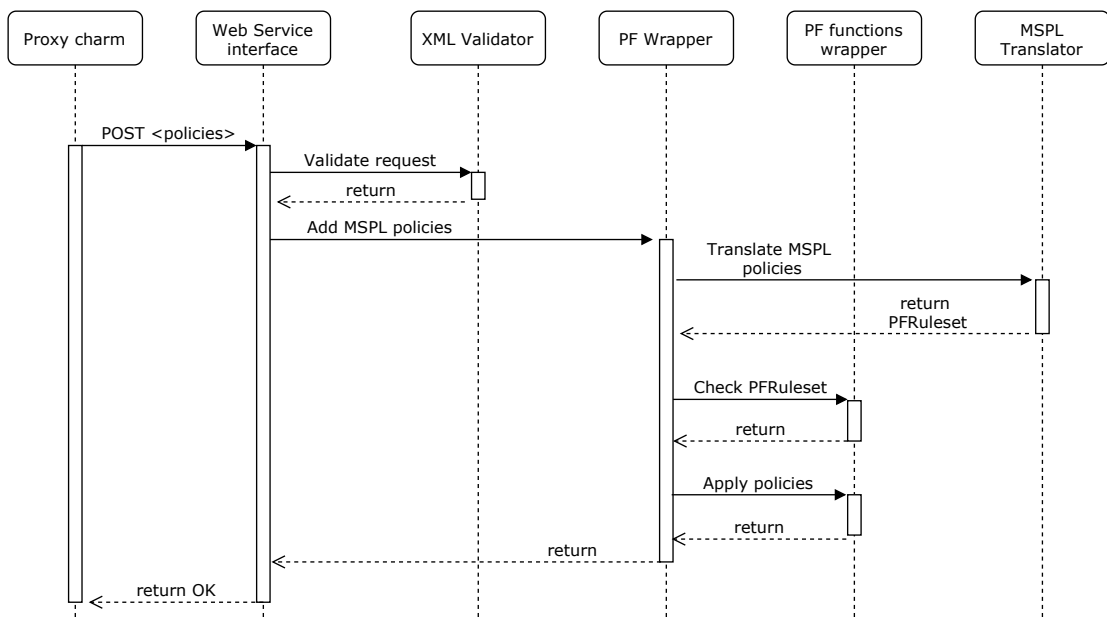 Proxy charm
Web Service
interface
XML Validator
PF Wrapper
PF functions
wrapper
MSPL
Translator
POST <policies>
Validate request
return
Add MSPL policies
Translate MSPL
policies
return
PFRuleset
Check PFRuleset
return
Apply policies
return
return
return OK